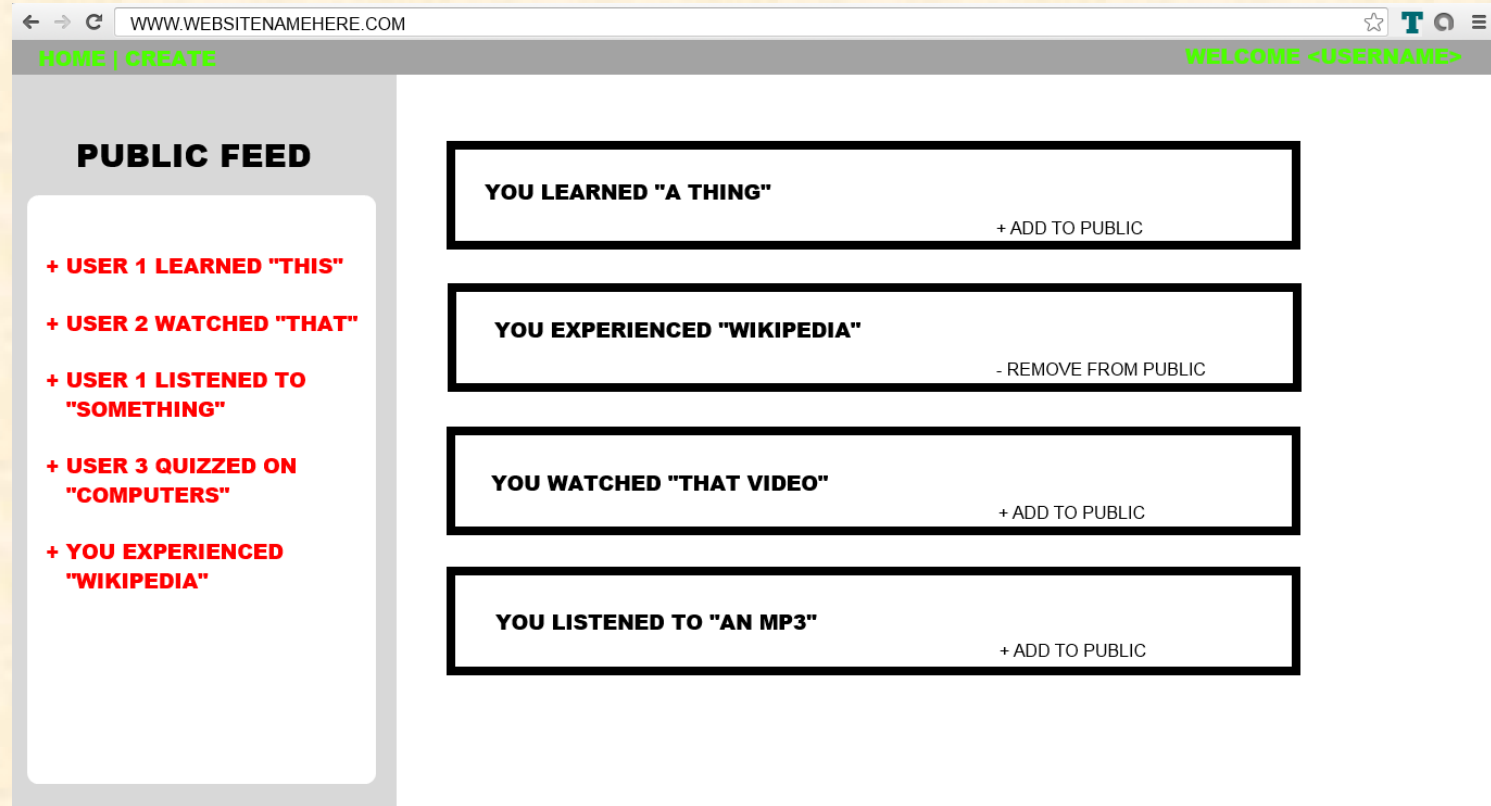 WWW.WEBSITENAMEHERE.COM
T
HOME | CREATE
WELCOME <USERNAME>
PUBLIC FEED
+ USER 1 LEARNED "THIS"
+ USER 2 WATCHED "THAT"
+ USER 1 LISTENED TO
"SOMETHING"
+ USER 3 QUIZZED ON
"COMPUTERS"
+ YOU EXPERIENCED
"WIKIPEDIA"
YOU LEARNED "A THING"
+ ADD TO PUBLIC
YOU EXPERIENCED "WIKIPEDIA"
- REMOVE FROM PUBLIC
YOU WATCHED "THAT VIDEO"
+ ADD TO PUBLIC
YOU LISTENED TO "AN MP3"
+ ADD TO PUBLIC